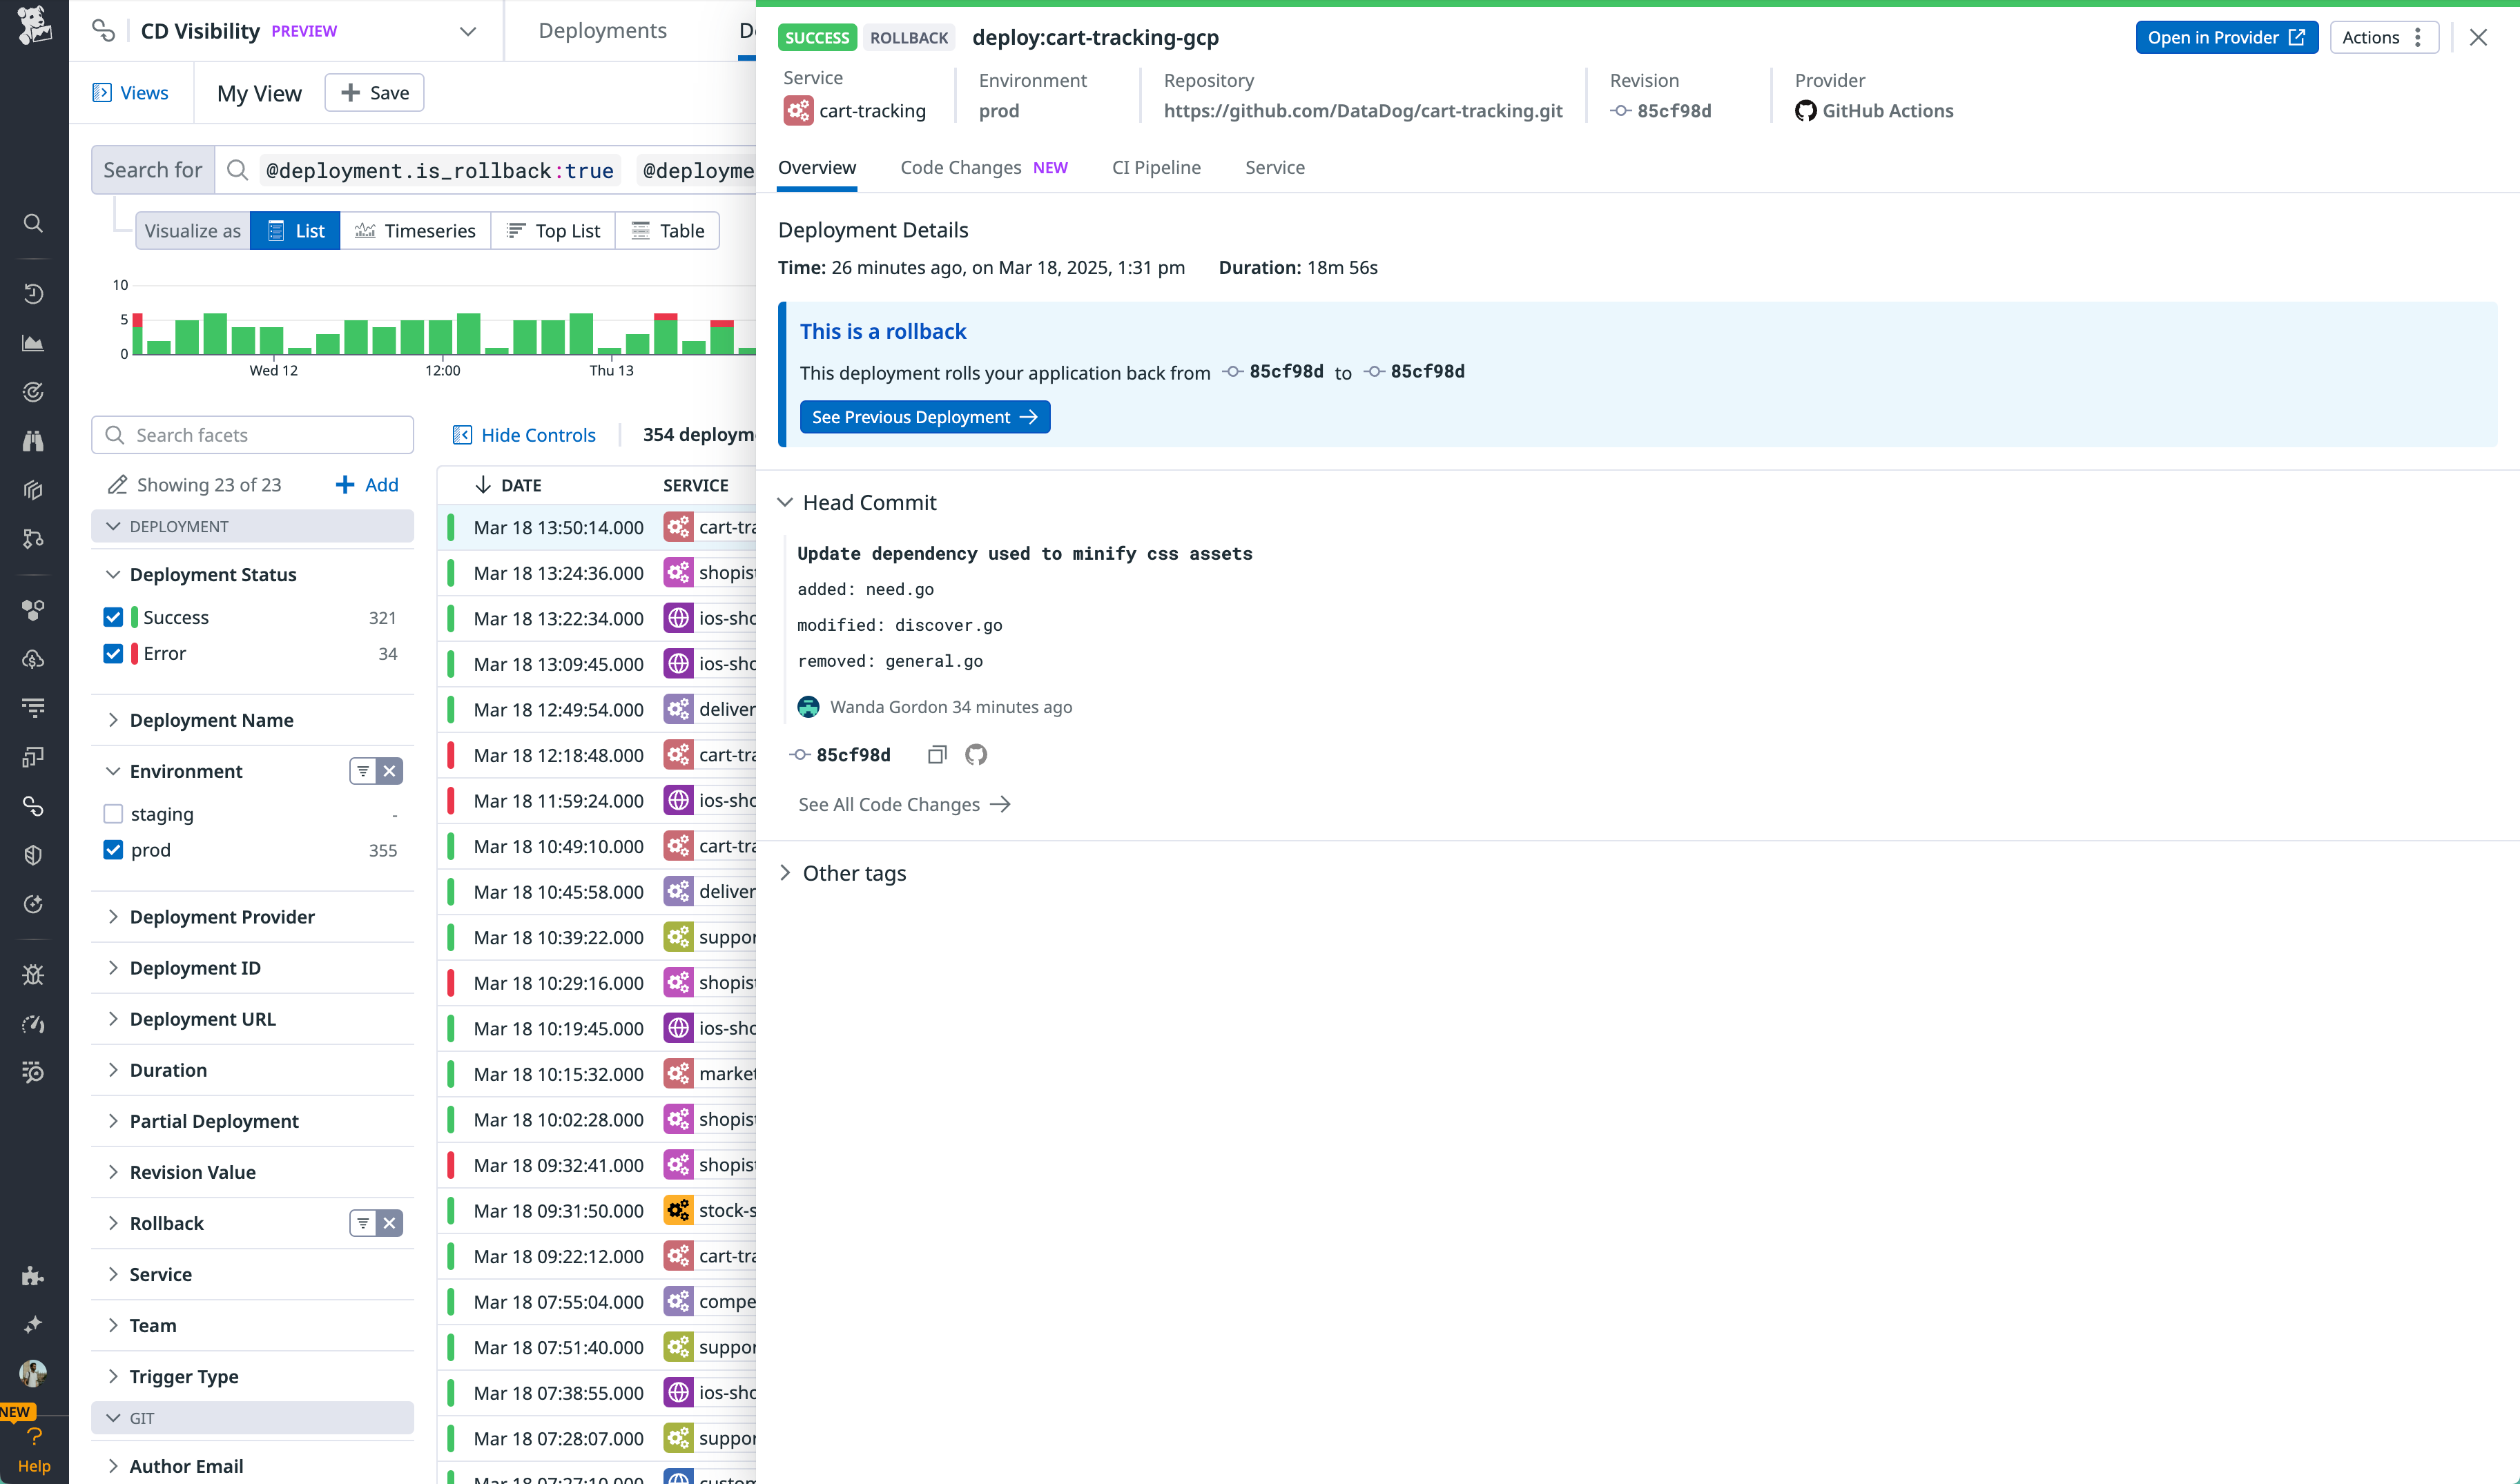 CD Visibility PREVIEW
Deployments
Views
My View
Save
Search for
@deployment.is_rollback:true
@deployme
Visualize as
List
Timeseries
Top List
Table
10
5
0
Wed 12
12:00
Thu 13
Search facets
Showing 23 of 23
Add
DEPLOYMENT
Deployment Status
Success 321
Error 34
Deployment Name
Environment
staging -
prod 355
Deployment Provider
Deployment ID
Deployment URL
Duration
Partial Deployment
Revision Value
Rollback
Service
Team
Trigger Type
GIT
Author Email
NEW
?
Help
Hide Controls
354 deploym
DATE SERVICE
Mar 18 13:50:14.000 cart-tra
Mar 18 13:24:36.000 shopist
Mar 18 13:22:34.000 ios-sho
Mar 18 13:09:45.000 ios-sho
Mar 18 12:49:54.000 deliver
Mar 18 12:18:48.000 cart-tra
Mar 18 11:59:24.000 ios-sho
Mar 18 10:49:10.000 cart-tra
Mar 18 10:45:58.000 deliver
Mar 18 10:39:22.000 suppor
Mar 18 10:29:16.000 shopist
Mar 18 10:19:45.000 ios-sho
Mar 18 10:15:32.000 market
Mar 18 10:02:28.000 shopist
Mar 18 09:32:41.000 shopist
Mar 18 09:31:50.000 stock-s
Mar 18 09:22:12.000 cart-tra
Mar 18 07:55:04.000 compe
Mar 18 07:51:40.000 suppor
Mar 18 07:38:55.000 ios-sho
Mar 18 07:28:07.000 suppor
Mar 18 07:27:10.000 custom
SUCCESS
ROLLBACK
deploy:cart-tracking-gcp
Open in Provider
Actions
Service
cart-tracking
Environment
prod
Repository
https://github.com/DataDog/cart-tracking.git
Revision
85cf98d
Provider
GitHub Actions
Overview
Code Changes NEW
CI Pipeline
Service
Deployment Details
Time: 26 minutes ago, on Mar 18, 2025, 1:31 pm
Duration: 18m 56s
This is a rollback
This deployment rolls your application back from 85cf98d to 85cf98d
See Previous Deployment
Head Commit
Update dependency used to minify css assets
added: need.go
modified: discover.go
removed: general.go
Wanda Gordon 34 minutes ago
85cf98d
See All Code Changes
Other tags